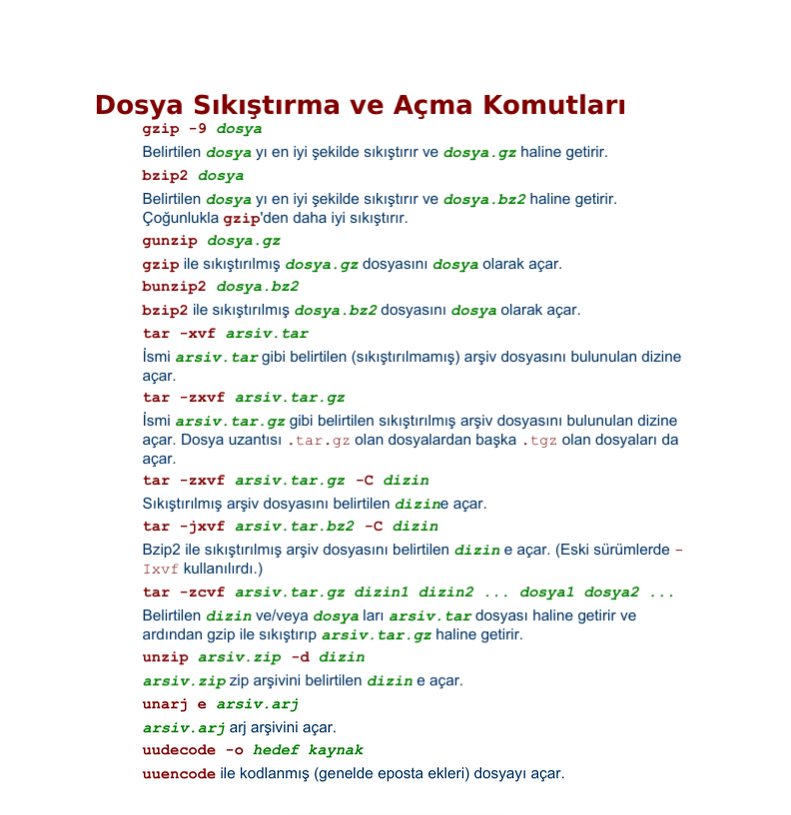 Dosya Sıkıştırma ve Açma Komutları
gzip -9 dosya
Belirtilen dosya yı en iyi şekilde sıkıştırır ve dosya.gz haline getirir.
bzip2 dosya
Belirtilen dosya yı en iyi şekilde sıkıştırır ve dosya.bz2 haline getirir.
Çoğunlukla gzip'den daha iyi sıkıştırır.
gunzip dosya.gz
gzip ile sıkıştırılmış dosya.gz dosyasını dosya olarak açar.
bunzip2 dosya.bz2
bzip2 ile sıkıştırılmış dosya.bz2 dosyasını dosya olarak açar.
tar -xvf arsiv.tar
İsmi arsiv.tar gibi belirtilen (sıkıştırılmamış) arşiv dosyasını bulunulan dizine
açar.
tar -zxvf arsiv.tar.gz
İsmi arsiv.tar.gz gibi belirtilen sıkıştırılmış arşiv dosyasını bulunulan dizine
açar. Dosya uzantısı .tar.gz olan dosyalardan başka .tgz olan dosyaları da
açar.
tar -zxvf arsiv.tar.gz -C dizin
Sıkıştırılmış arşiv dosyasını belirtilen dizine açar.
tar -jxvf arsiv.tar.bz2 -C dizin
Bzip2 ile sıkıştırılmış arşiv dosyasını belirtilen dizin e açar. (Eski sürümlerde -
Ixvf kullanılırdı.)
tar -zcvf arsiv.tar.gz dizin1 dizin2 ... dosya1 dosya2 ...
Belirtilen dizin ve/veya dosya ları arsiv.tar dosyası haline getirir ve
ardından gzip ile sıkıştırıp arsiv.tar.gz haline getirir.
unzip arsiv.zip -d dizin
arsiv.zip zip arşivini belirtilen dizin e açar.
unarj e arsiv.arj
arsiv.arj arj arşivini açar.
uudecode -o hedef kaynak
uuencode ile kodlanmış (genelde eposta ekleri) dosyayı açar.